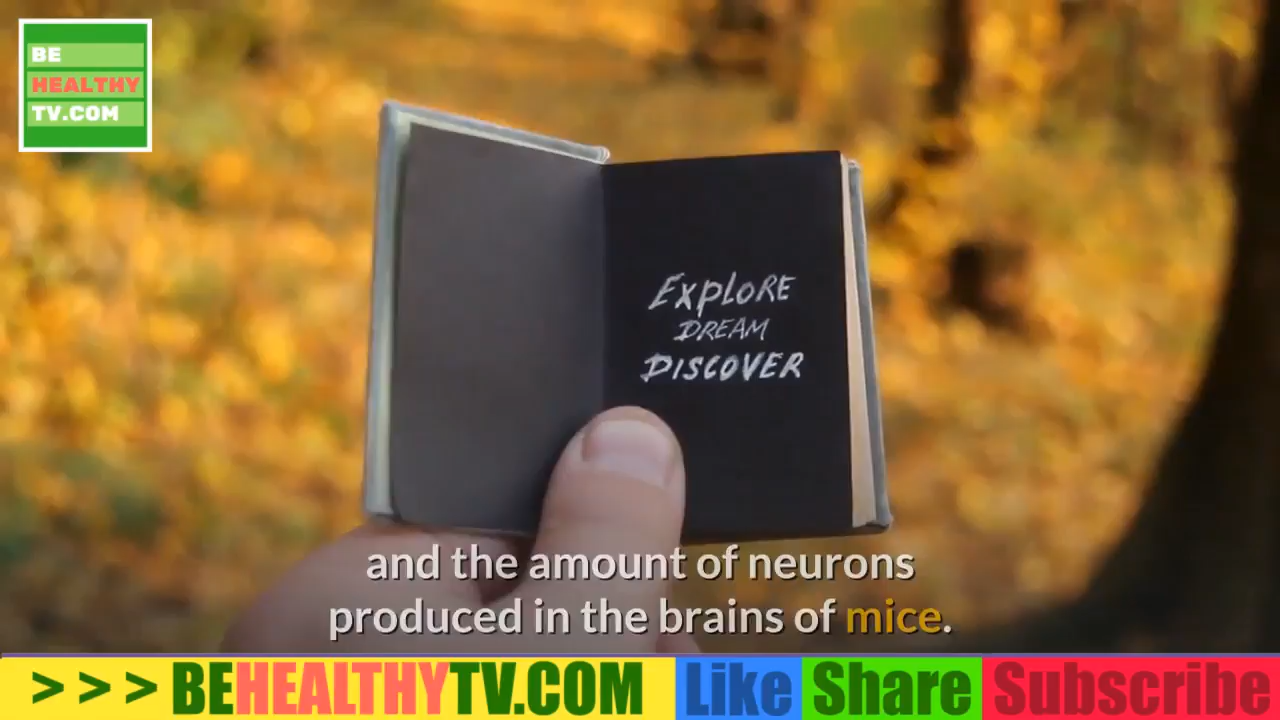 BE
HEALTHY
TV.COM
EXPLORE
DREAM
DISCOVER
and the amount of neurons
produced in the brains of mice.
> > > BEHEALTHYTV.COM Like Share Subscribe